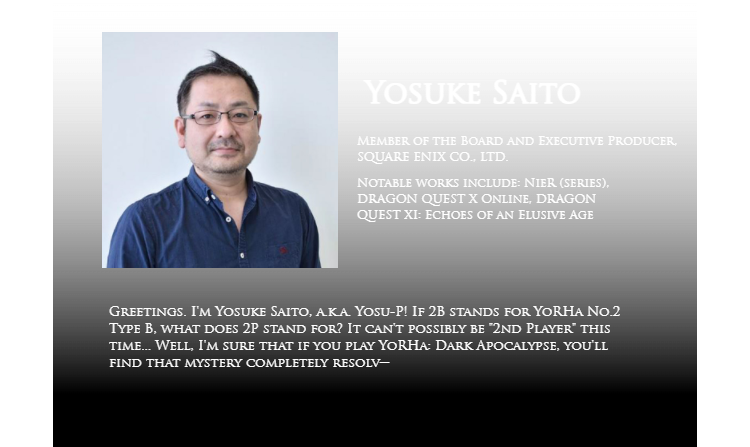 Yosuke Saito
Member of the Board and Executive Producer,
SQUARE ENIX CO., LTD.
Notable works include: NieR (series),
DRAGON QUEST X Online, DRAGON
QUEST XI: Echoes of an Elusive Age
Greetings. I'm Yosuke Saito, a.k.a. Yosu-P! If 2B stands for YoRHa No.2
Type B, what does 2P stand for? It can't possibly be "2nd Player" this
time... Well, I'm sure that if you play YoRHa: Dark Apocalypse, you'll
find that mystery completely resolv—